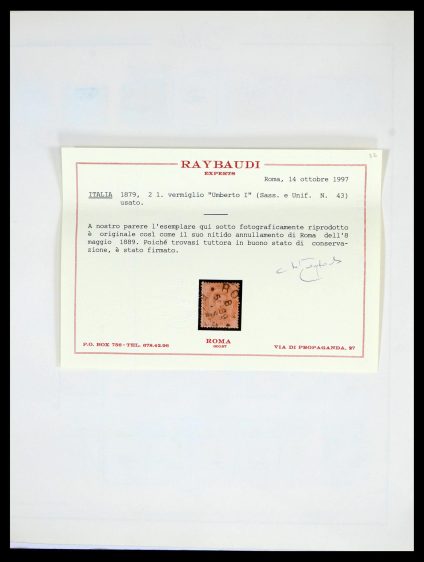 RAYBAUDI
EXPERTS
Roma, 14 ottobre 1997
ITALIA 1879, 2 l. vermiglio "Umberto I" (Sass. e Unif. N. 43)
usato.
A nostro parere l'esemplare qui sotto fotograficamente riprodotto
è originale così come il suo nitido annullamento di Roma dell'8
maggio 1889. Poichè trovasi tuttora in buono stato di conserva-
zione, è stato firmato.
RO
ROMA
00187
P.O. BOX 756 - TEL. 678.42.96
VIA DI PROPAGANDA, 27